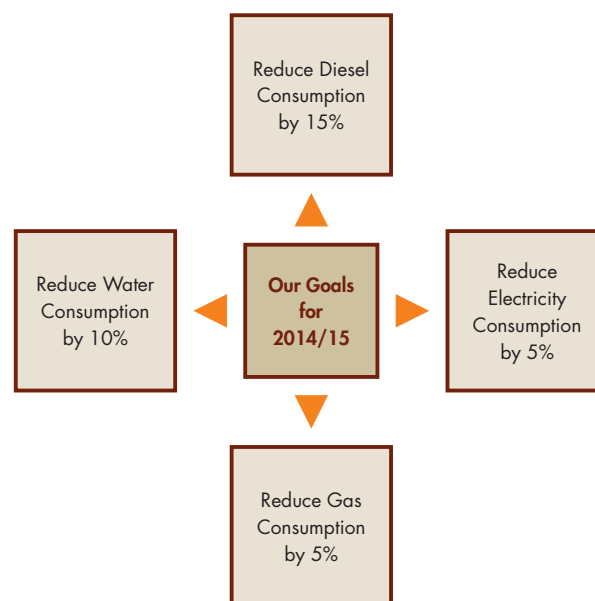 Reduce Diesel
Consumption
by 15%
Reduce Water
Consumption
by 10%
Our Goals
for
2014/15
Reduce
Electricity
Consumption
by 5%
Reduce Gas
Consumption
by 5%